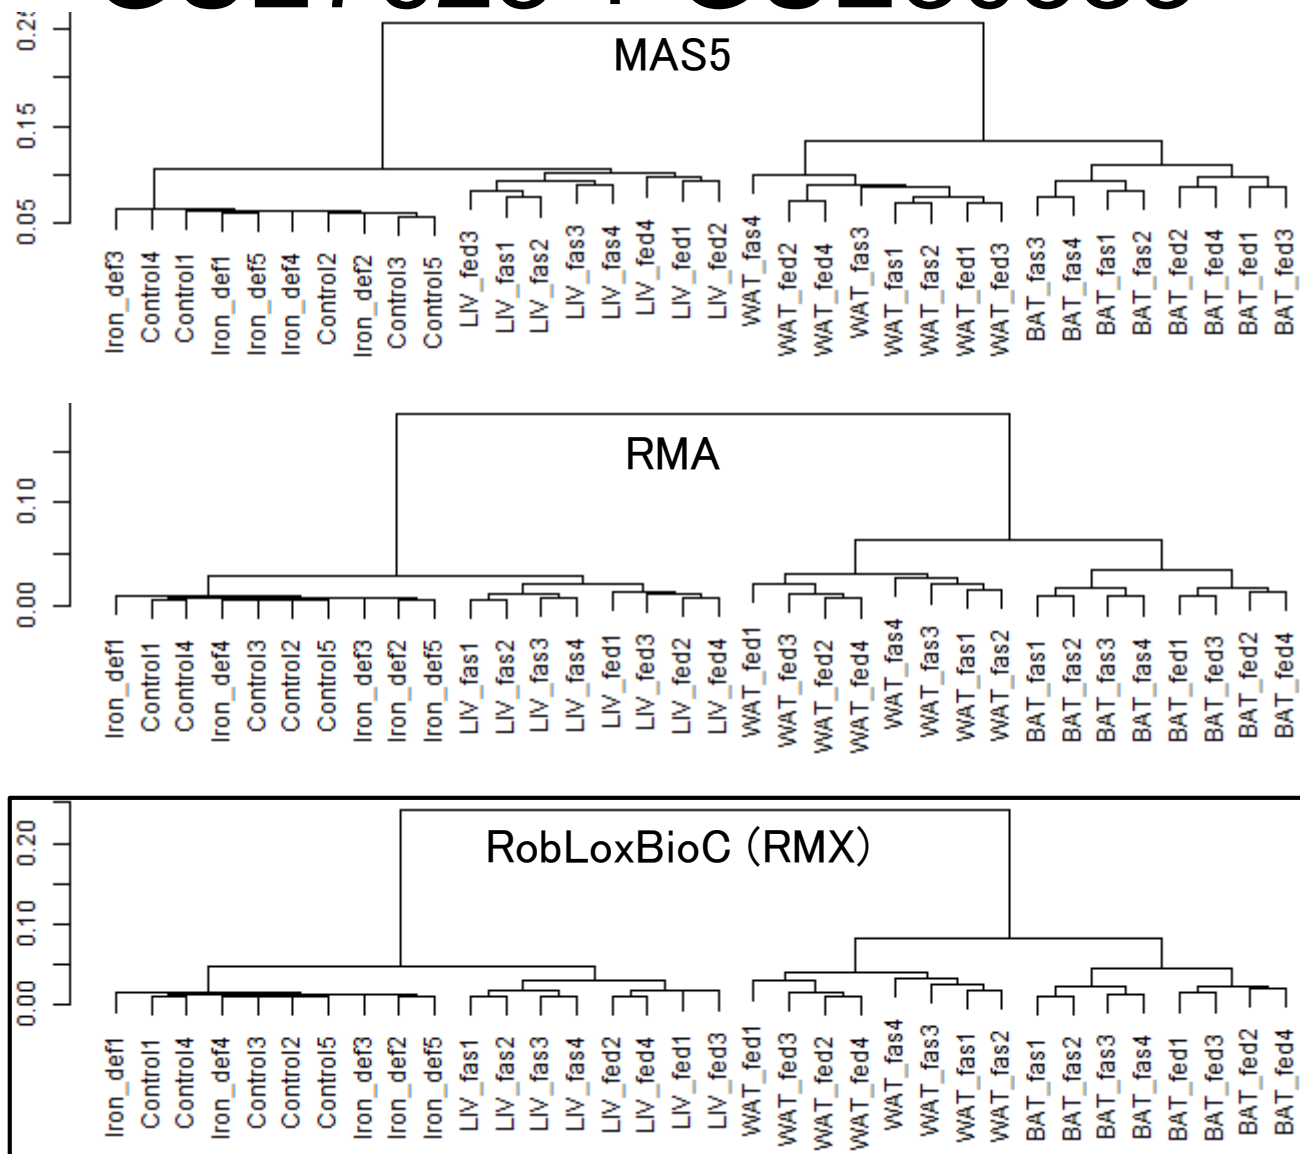 MAS5
0.15
0.05
Iron_def3
Control4
Control1
Iron_def1
Iron_def5
Iron_def4
Control2
Iron_def2
Control3
Control5
LIV_fed3
LIV_fas1
LIV_fas2
LIV_fas3
LIV_fas4
LIV_fed4
LIV_fed1
LIV_fed2
WAT_fas4
WAT_fed2
WAT_fed4
WAT_fas3
WAT_fas1
WAT_fas2
WAT_fed1
WAT_fed3
BAT_fas3
BAT_fas4
BAT_fas1
BAT_fas2
BAT_fed2
BAT_fed4
BAT_fed1
BAT_fed3
RMA
0.10
0.00
Iron_def1
Control1
Control4
Iron_def4
Control3
Control2
Control5
Iron_def3
Iron_def2
Iron_def5
LIV_fas1
LIV_fas2
LIV_fas3
LIV_fas4
LIV_fed1
LIV_fed3
LIV_fed2
LIV_fed4
WAT_fed1
WAT_fed3
WAT_fed2
WAT_fed4
WAT_fas4
WAT_fas3
WAT_fas1
WAT_fas2
BAT_fas1
BAT_fas2
BAT_fas3
BAT_fas4
BAT_fed1
BAT_fed3
BAT_fed2
BAT_fed4
RobLoxBioC (RMX)
0.20
0.10
0.00
Iron_def1
Control1
Control4
Iron_def4
Control3
Control2
Control5
Iron_def3
Iron_def2
Iron_def5
LIV_fas1
LIV_fas2
LIV_fas3
LIV_fas4
LIV_fed2
LIV_fed4
LIV_fed1
LIV_fed3
WAT_fed1
WAT_fed3
WAT_fed2
WAT_fed4
WAT_fas4
WAT_fas3
WAT_fas1
WAT_fas2
BAT_fas1
BAT_fas2
BAT_fas3
BAT_fas4
BAT_fed1
BAT_fed3
BAT_fed2
BAT_fed4